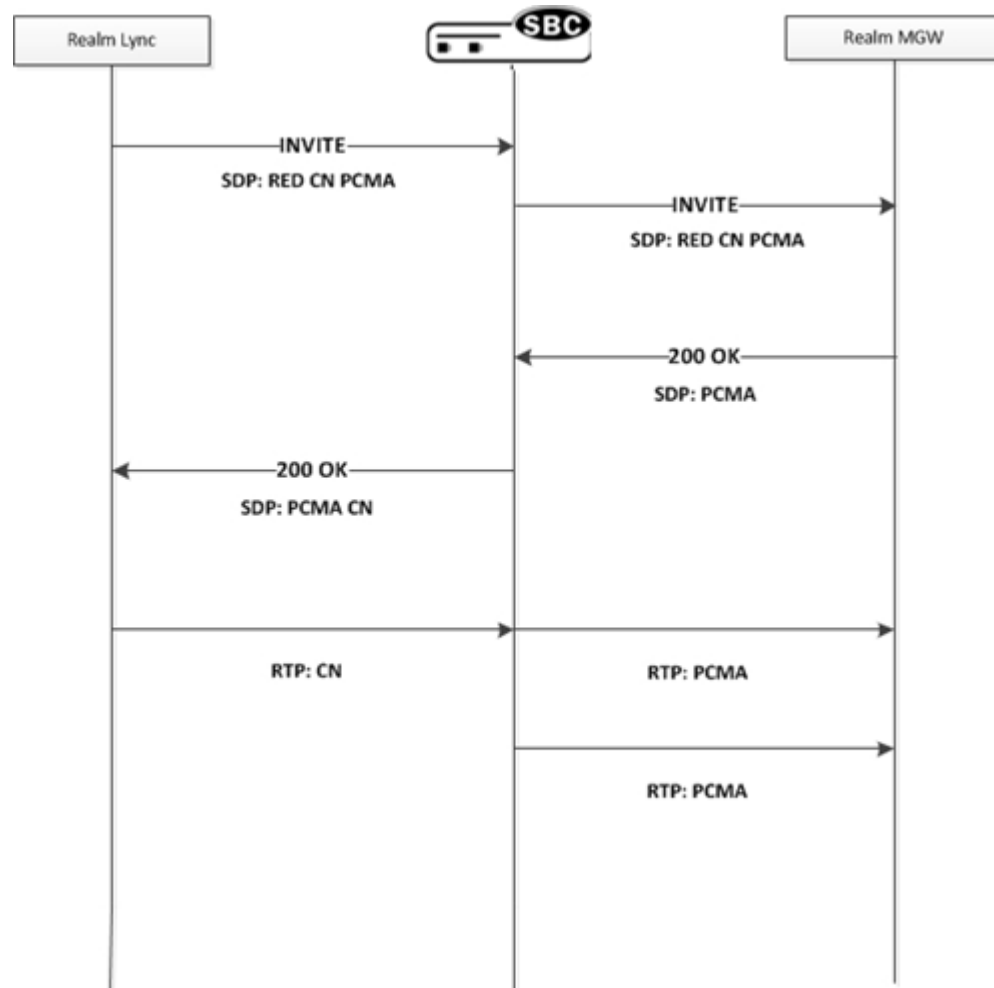 Realm Lync
SBC
Realm MGW
INVITE
SDP: RED CN PCMA
INVITE
SDP: RED CN PCMA
200 OK
SDP: PCMA
200 OK
SDP: PCMA CN
RTP: CN
RTP: PCMA
RTP: PCMA